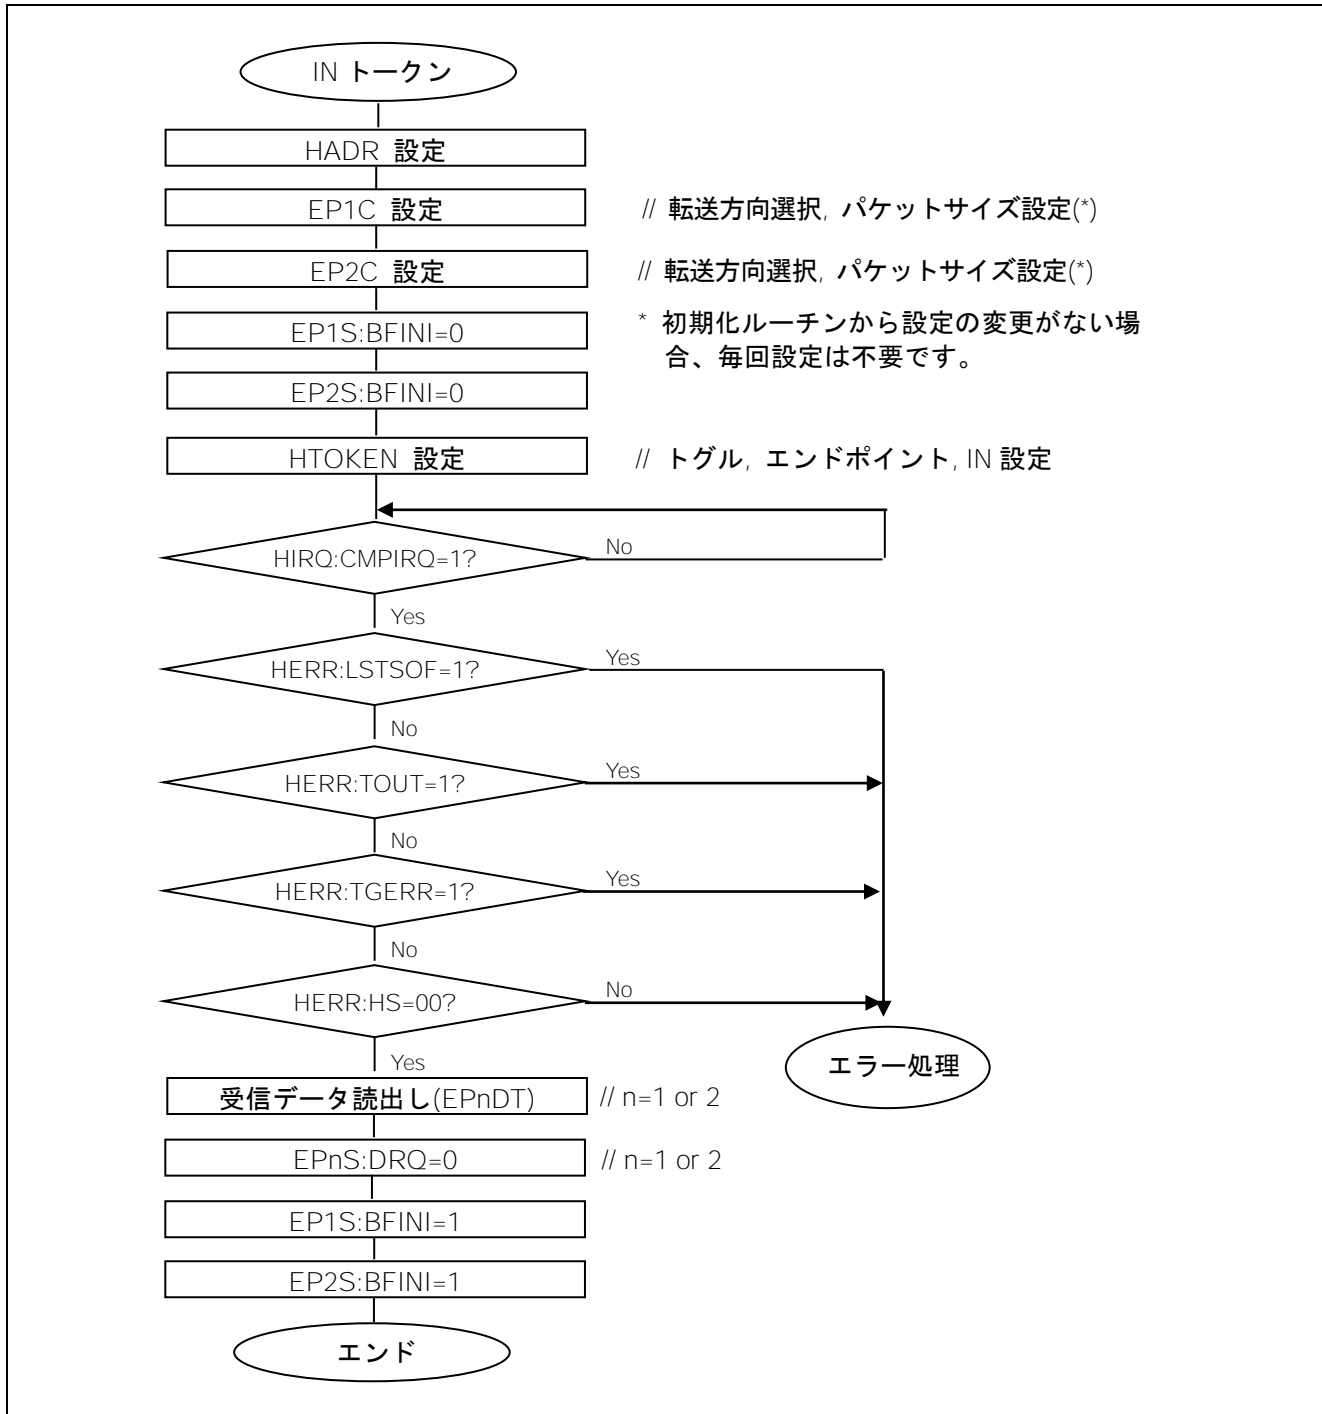 IN トークン
HADR 設定
EP1C 設定
// 転送方向選択, パケットサイズ設定(*)
EP2C 設定
// 転送方向選択, パケットサイズ設定(*)
EP1S:BFINI=0
* 初期化ルーチンから設定の変更がない場
合、毎回設定は不要です。
EP2S:BFINI=0
HTOKEN 設定
// トグル, エンドポイント, IN 設定
HIRQ:CMPIRQ=1?
No
Yes
HERR:LSTSOF=1?
Yes
No
HERR:TOUT=1?
Yes
No
HERR:TGERR=1?
Yes
No
HERR:HS=00?
No
Yes
エラー処理
受信データ読出し(EPnDT)
// n=1 or 2
EPnS:DRQ=0
// n=1 or 2
EP1S:BFINI=1
EP2S:BFINI=1
エンド